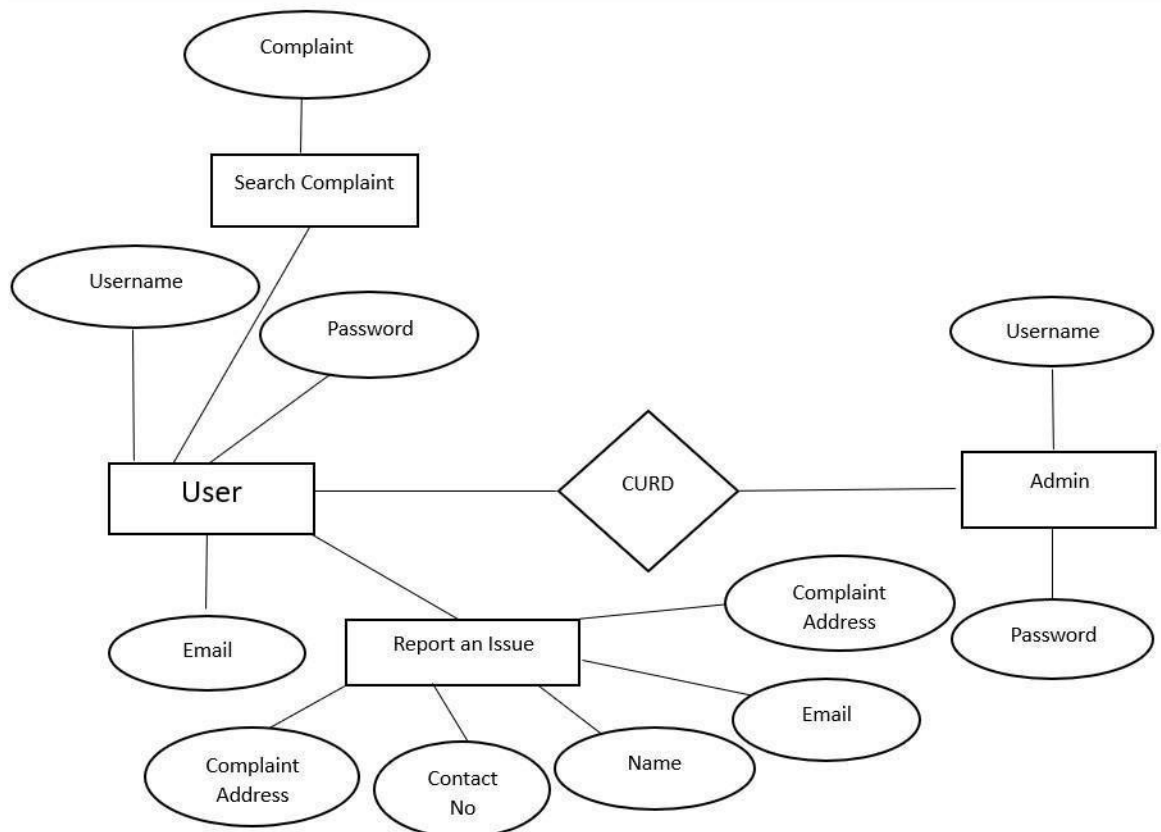 Complaint
Search Complaint
Username
Password
Username
User
CURD
Admin
Complaint
Address
Email
Report an Issue
Password
Email
Complaint
Address
Contact
No
Name